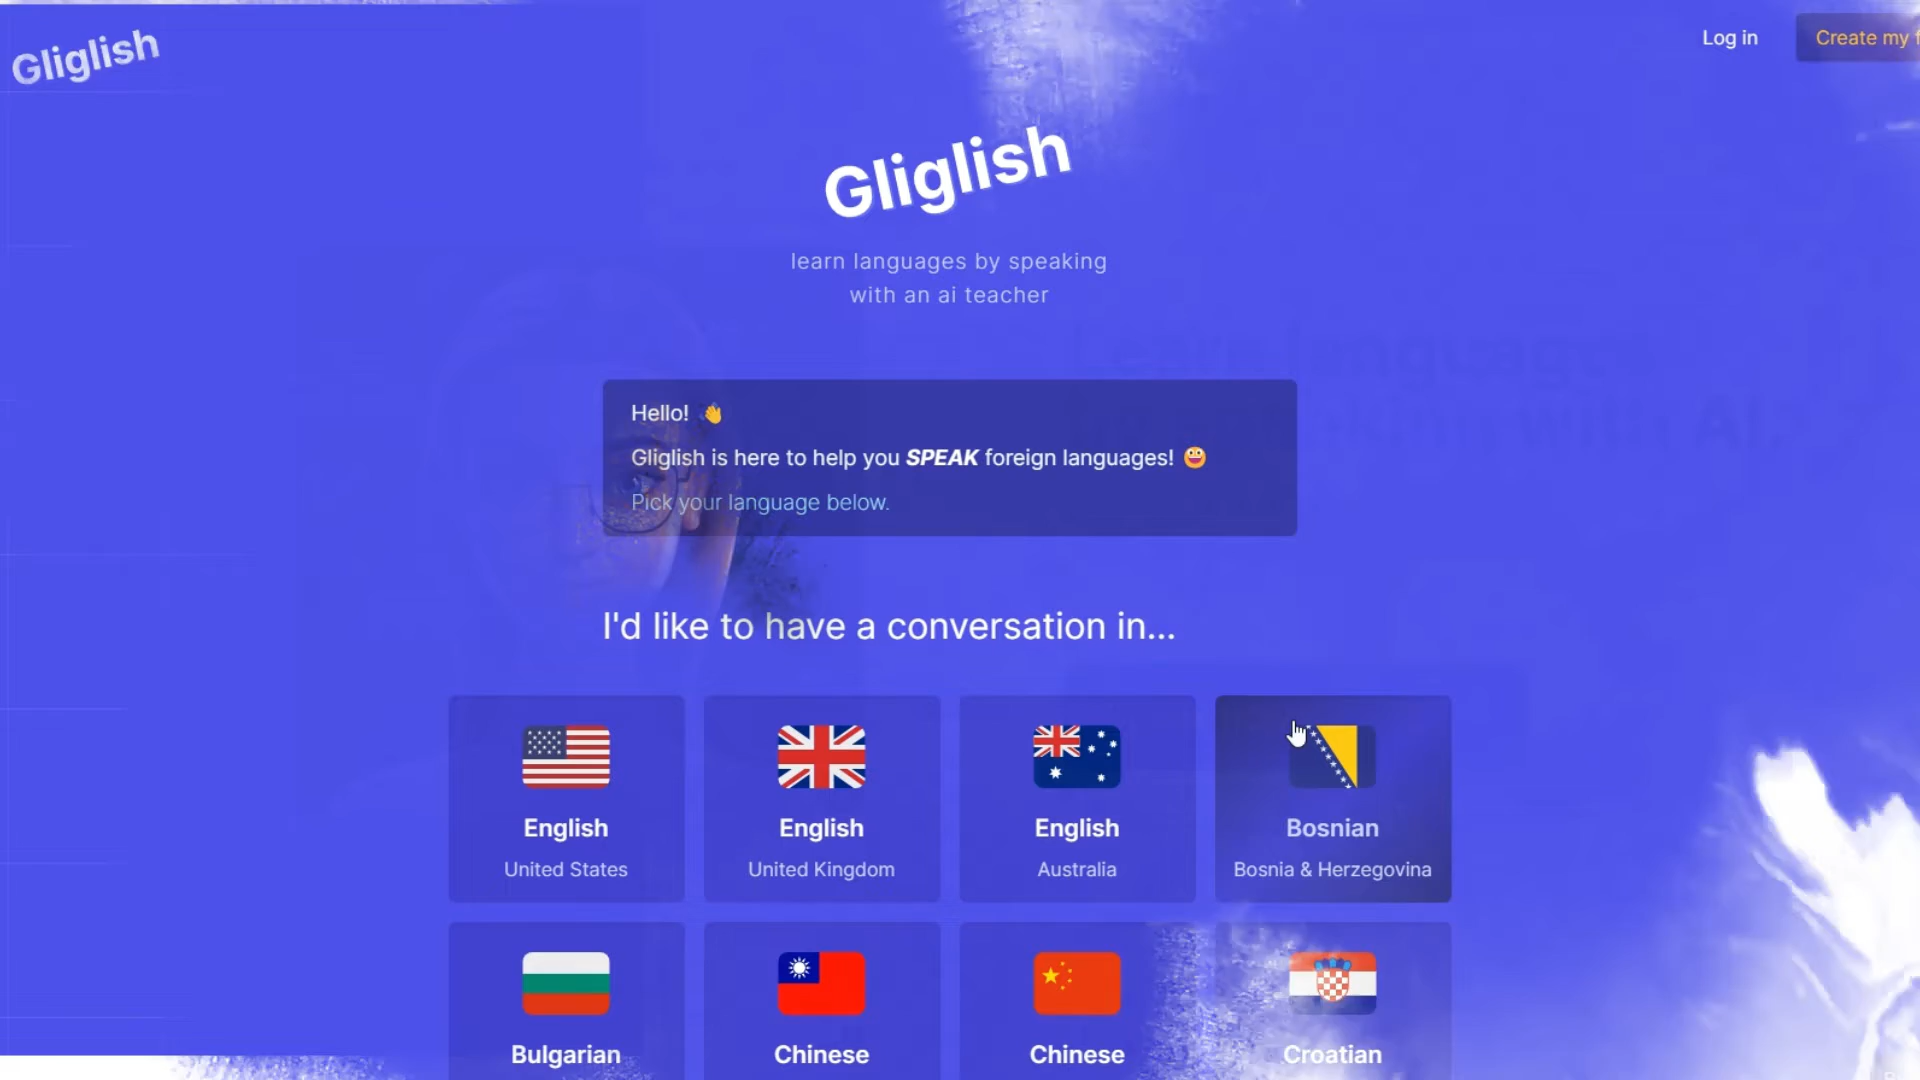 Gliglish
Log in
Create my
Gliglish
learn languages by speaking
with an ai teacher
Hello! 👋
Gliglish is here to help you SPEAK foreign languages! 😀
Pick your language below.
I'd like to have a conversation in...
English
United States
English
United Kingdom
English
Australia
Bosnian
Bosnia & Herzegovina
Bulgarian
Chinese
Chinese
Croatian